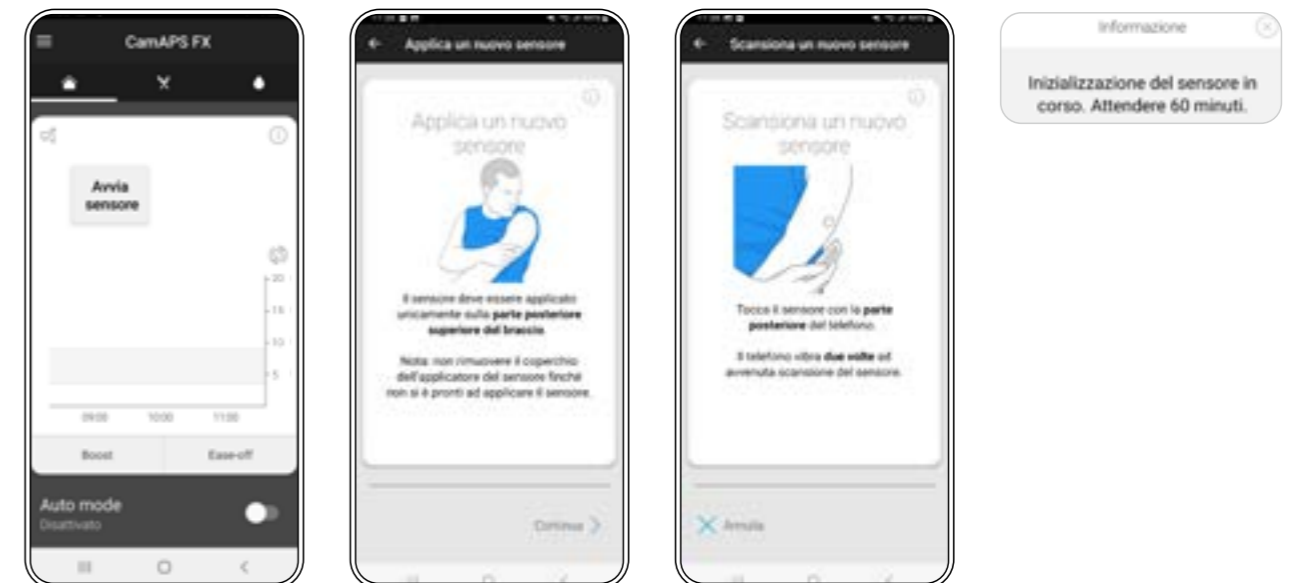 CamAPS FX
Avvia
sensore
20
15
10
5
09:00 10:00 11:00
Boost Ease-off
Auto mode
Disattivato
Applica un nuovo sensore
Applica un nuovo
sensore
Il sensore deve essere applicato
unicamente sulla parte posteriore
superiore del braccio.
Nota: non rimuovere il coperchio
dell'applicatore del sensore finché
non si è pronti ad applicare il sensore.
Continua
Scansiona un nuovo sensore
Scansiona un nuovo
sensore
Tocca il sensore con la parte
posteriore del telefono.
Il telefono vibra due volte ad
avvenuta scansione del sensore.
Annulla
Informazione
Inizializzazione del sensore in
corso. Attendere 60 minuti.